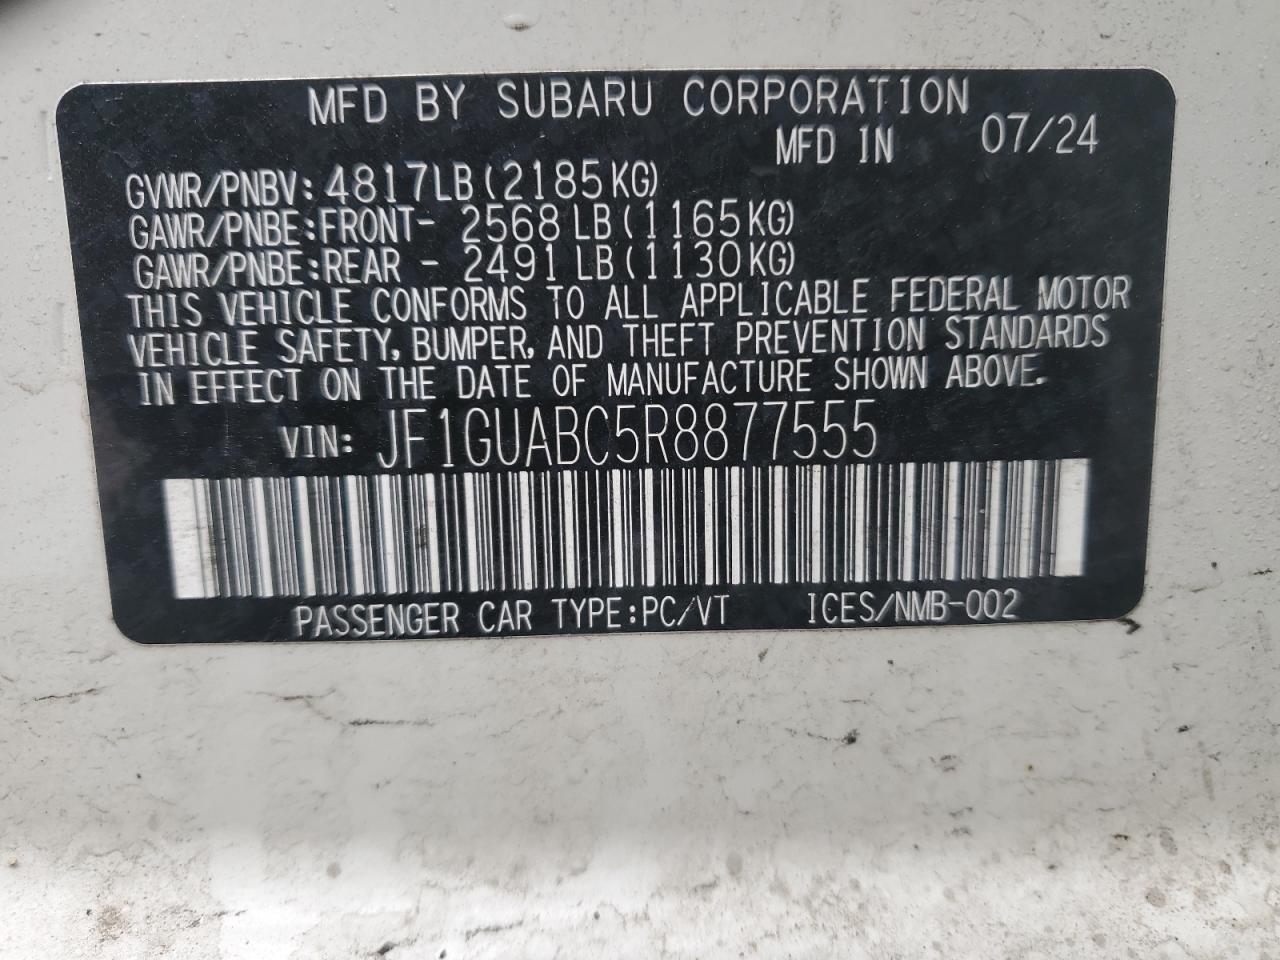 MFD BY SUBARU CORPORATION
MFD IN 07/24
GVWR/PNBV: 4817LB(2185KG)
GAWR/PNBE:FRONT- 2568 LB(1165KG)
GAWR/PNBE:REAR - 2491 LB(1130KG)
THIS VEHICLE CONFORMS TO ALL APPLICABLE FEDERAL MOTOR
VEHICLE SAFETY, BUMPER, AND THEFT PREVENTION STANDARDS
IN EFFECT ON THE DATE OF MANUFACTURE SHOWN ABOVE.
VIN: JF1GUABC5R8877555
PASSENGER CAR TYPE:PC/VT ICES/NMB-002